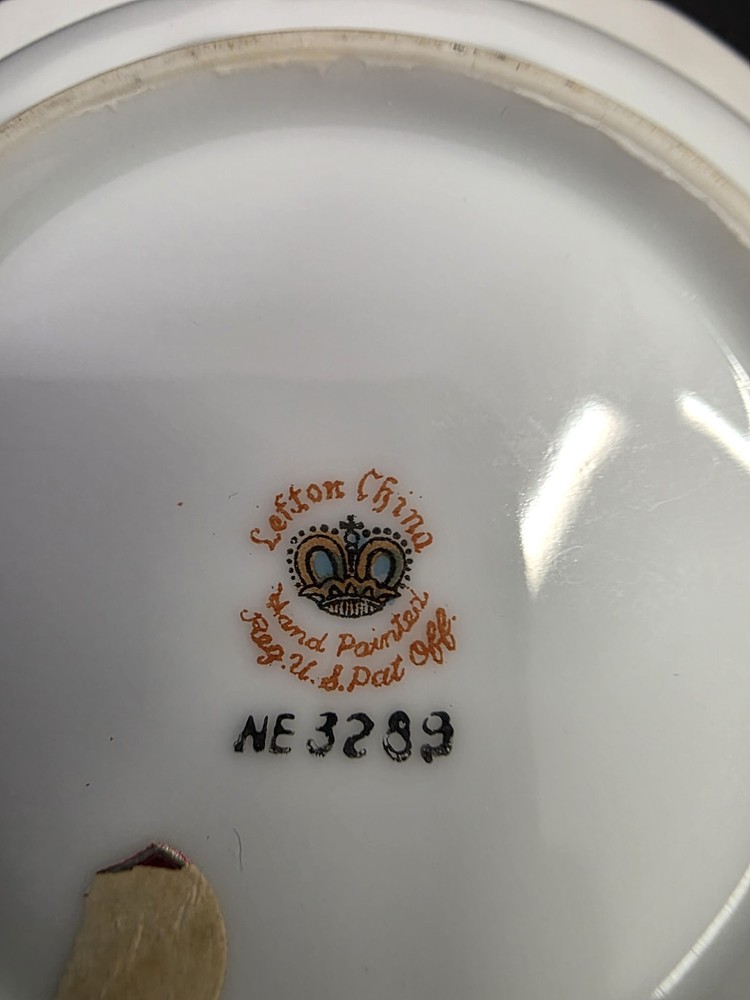 Lefton China
Hand Painted
Reg. U. S. Pat Off.
NE 3289